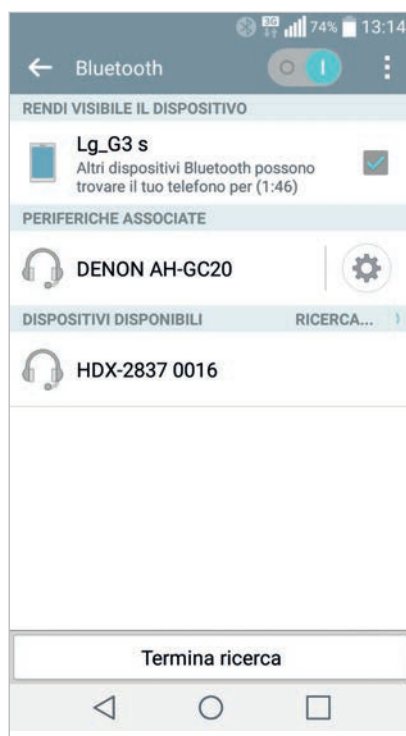 3G 74% 13:14
Bluetooth
RENDI VISIBILE IL DISPOSITIVO
Lg_G3 s
Altri dispositivi Bluetooth possono
trovare il tuo telefono per (1:46)
PERIFERICHE ASSOCIATE
DENON AH-GC20
DISPOSITIVI DISPONIBILI RICERCA...
HDX-2837 0016
Termina ricerca